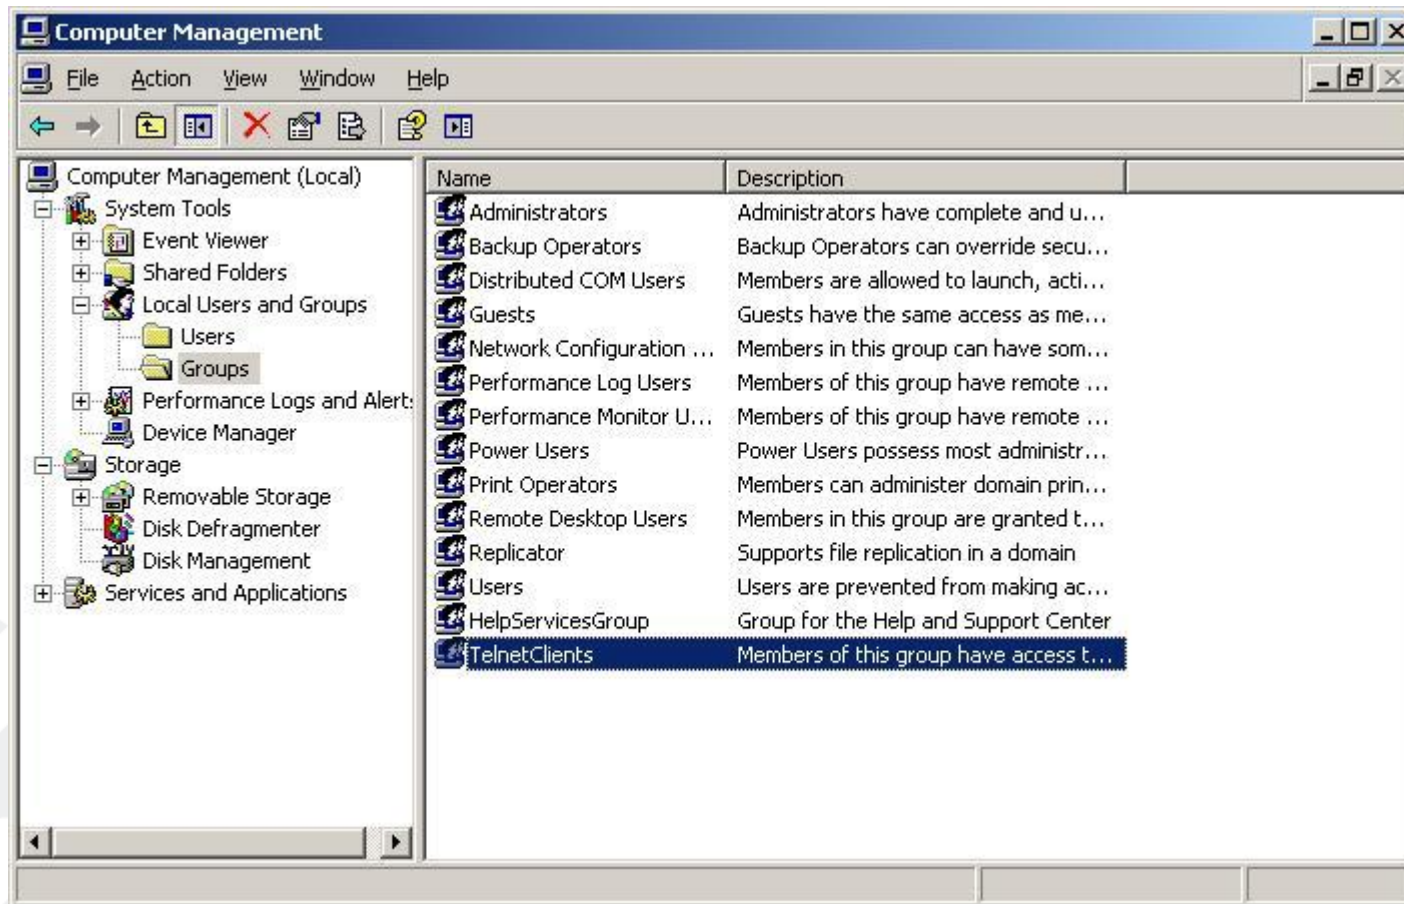 Computer Management
File Action View Window Help
Computer Management (Local)
System Tools
Event Viewer
Shared Folders
Local Users and Groups
Users
Groups
Performance Logs and Alert
Device Manager
Storage
Removable Storage
Disk Defragmenter
Disk Management
Services and Applications
Name Description
Administrators Administrators have complete and u...
Backup Operators Backup Operators can override secu...
Distributed COM Users Members are allowed to launch, acti...
Guests Guests have the same access as me...
Network Configuration ... Members in this group can have som...
Performance Log Users Members of this group have remote ...
Performance Monitor U... Members of this group have remote ...
Power Users Power Users possess most administr...
Print Operators Members can administer domain prin...
Remote Desktop Users Members in this group are granted t...
Replicator Supports file replication in a domain
Users Users are prevented from making ac...
HelpServicesGroup Group for the Help and Support Center
TelnetClients Members of this group have access t...